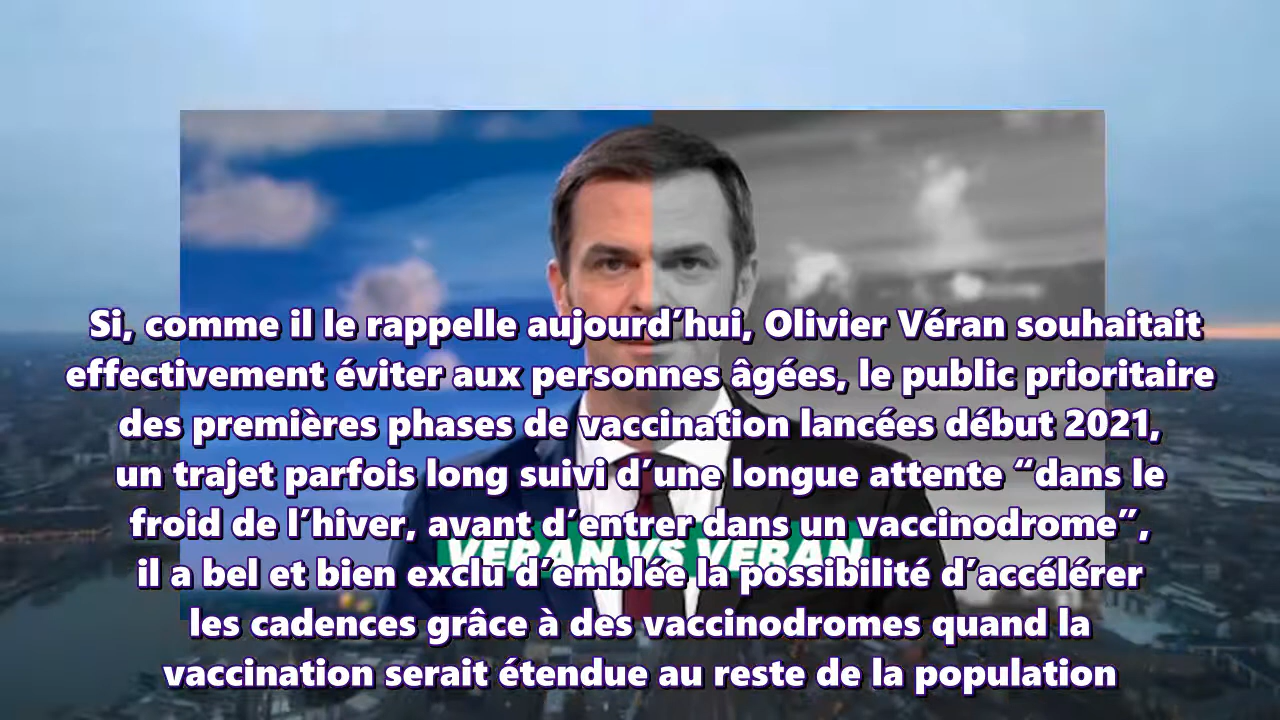 Si, comme il le rappelle aujourd’hui, Olivier Véran souhaitait
effectivement éviter aux personnes âgées, le public prioritaire
des premières phases de vaccination lancées début 2021,
un trajet parfois long suivi d’une longue attente “dans le
froid de l’hiver, avant d’entrer dans un vaccinodrome”,
VÉRAN VS VÉRAN
il a bel et bien exclu d’emblée la possibilité d’accélérer
les cadences grâce à des vaccinodromes quand la
vaccination serait étendue au reste de la population